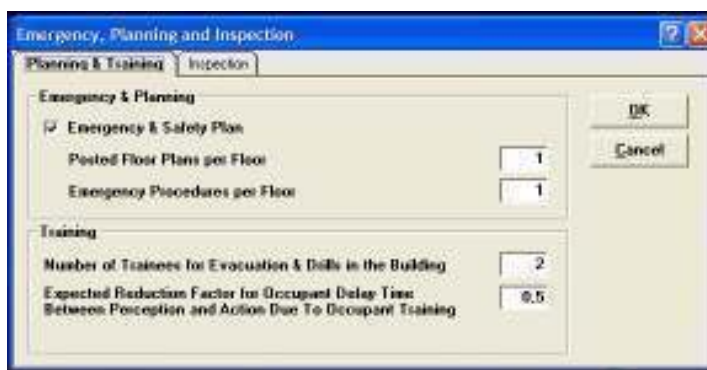 Emergency, Planning and Inspection
Planning & Training Inspection
Emergency & Planning
Emergency & Safety Plan
OK
Posted Floor Plans per Floor 1
Cancel
Emergency Procedures per Floor 1
Training
Number of Trainees for Evacuation & Drills in the Building 2
Expected Reduction Factor for Occupant Delay Time 0.5
Between Perception and Action Due To Occupant Training